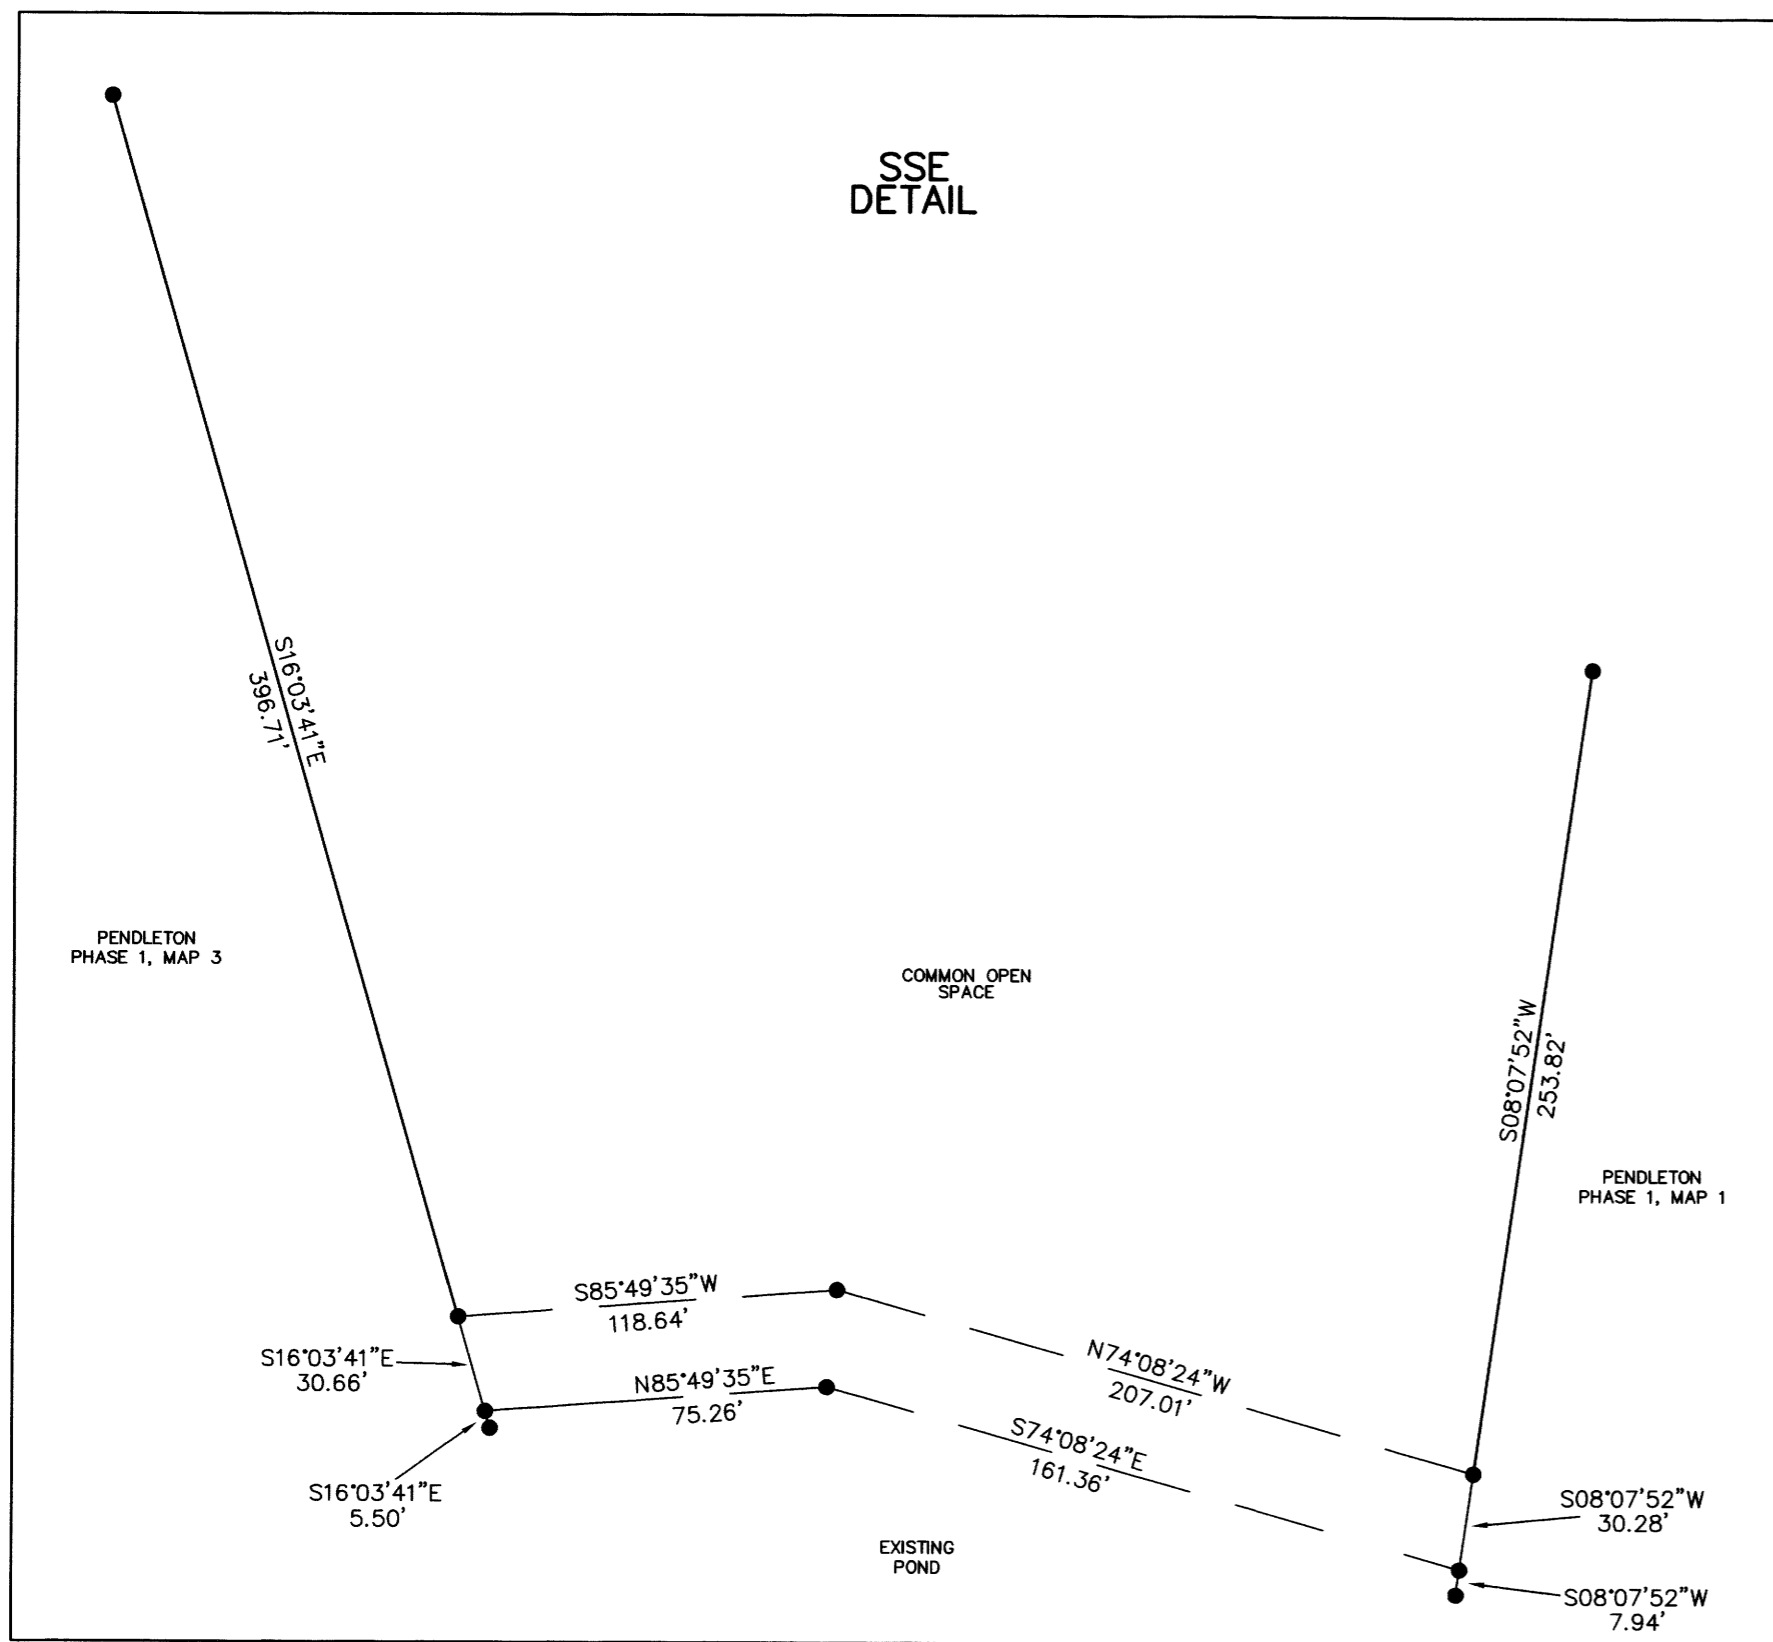 SSE
DETAIL
S16°03'41"E
396.71'
PENDLETON
PHASE 1, MAP 3
COMMON OPEN
SPACE
S08°07'52"W
253.82'
PENDLETON
PHASE 1, MAP 1
S85°49'35"W
118.64'
S16°03'41"E
30.66'
N85°49'35"E
75.26'
N74°08'24"W
207.01'
S74°08'24"E
161.36'
S16°03'41"E
5.50'
S08°07'52"W
30.28'
EXISTING
POND
S08°07'52"W
7.94'